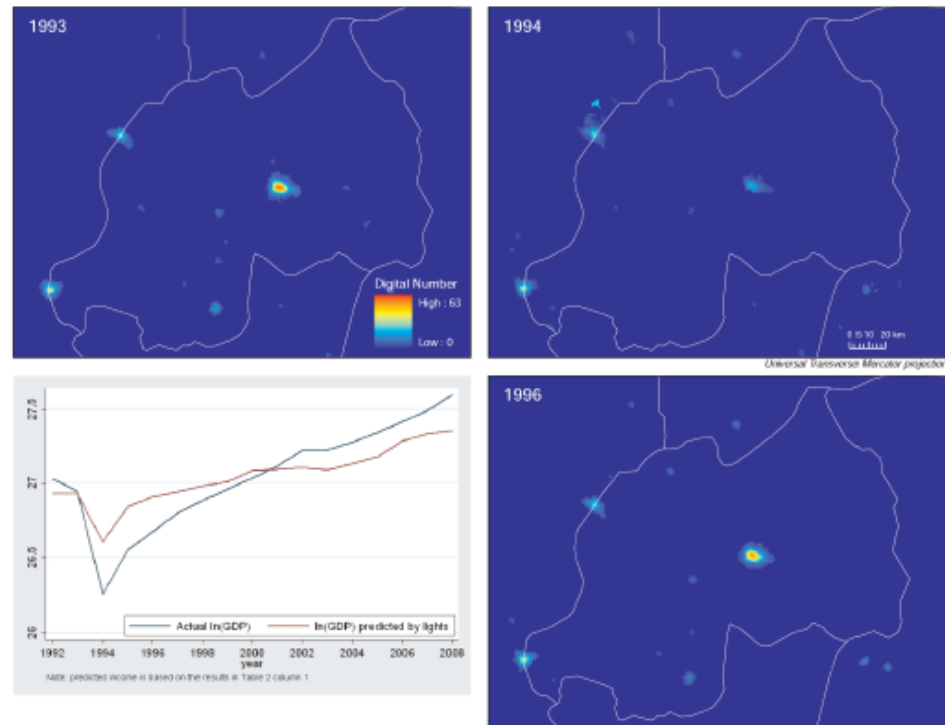 1993
Digital Number
High : 63
Low : 0
1994
0 5 10 20 km
Universal Transverse Mercator projection
27.5
27
26.5
26
1992 1994 1996 1998 2000 2002 2004 2006 2008
year
Actual ln(GDP) ln(GDP) predicted by lights
Note: predicted income is based on the results in Table 2 column 1
1996